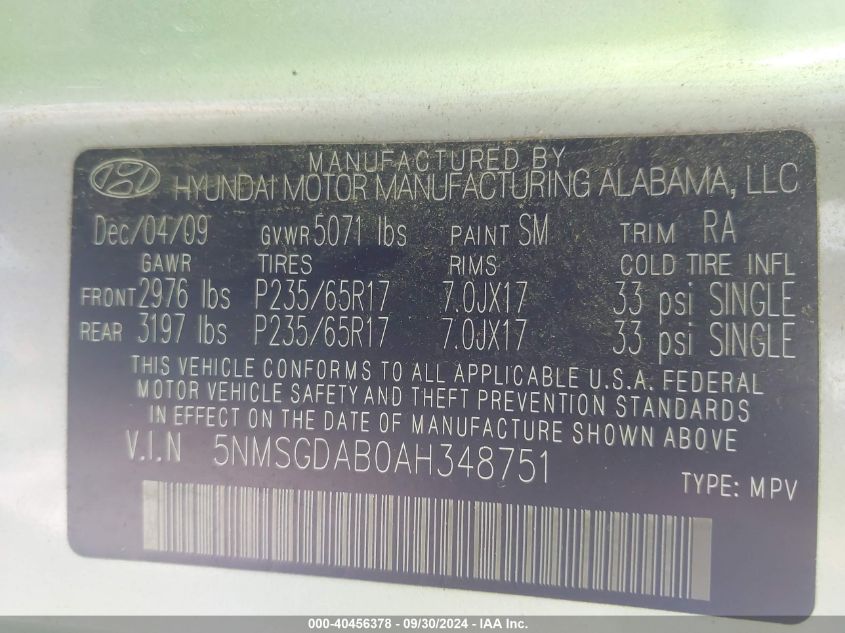 MANUFACTURED BY
HYUNDAI MOTOR MANUFACTURING ALABAMA, LLC
Dec/04/09 GVWR 5071 lbs PAINT SM TRIM RA
GAWR TIRES RIMS COLD TIRE INFL
FRONT 2976 lbs P235/65R17 7.0JX17 33 psi SINGLE
REAR 3197 lbs P235/65R17 7.0JX17 33 psi SINGLE
THIS VEHICLE CONFORMS TO ALL APPLICABLE U.S.A. FEDERAL
MOTOR VEHICLE SAFETY AND THEFT PREVENTION STANDARDS
IN EFFECT ON THE DATE OF MANUFACTURE SHOWN ABOVE
V.I.N 5NMSGDAB0AH348751
TYPE: MPV
000-40456378 - 09/30/2024 - IAA Inc.